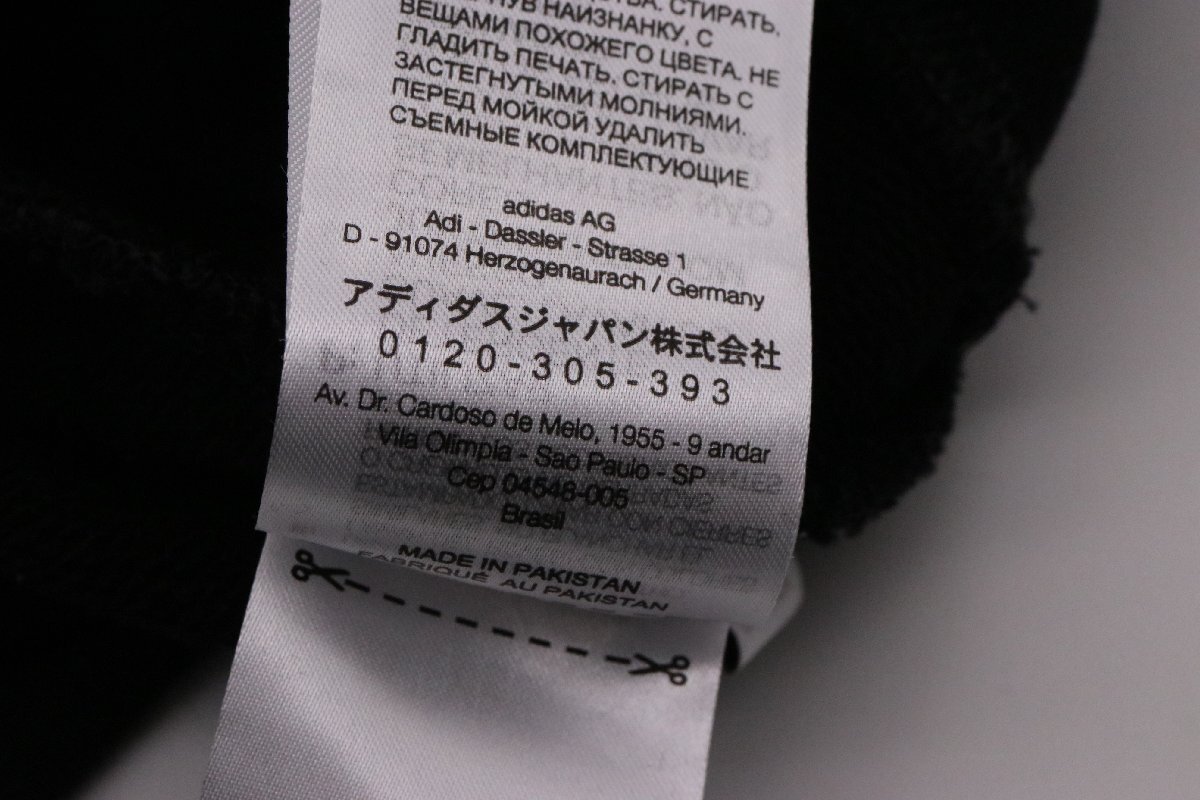 СТИРАТЬ,
НАИЗНАНКУ, С
ВЕЩАМИ ПОХОЖЕГО ЦВЕТА. НЕ
ГЛАДИТЬ ПЕЧАТЬ. СТИРАТЬ С
ЗАСТЕГНУТЫМИ МОЛНИЯМИ.
ПЕРЕД МОЙКОЙ УДАЛИТЬ
СЪЕМНЫЕ КОМПЛЕКТУЮЩИЕ
adidas AG
Adi - Dassler - Strasse 1
D - 91074 Herzogenaurach / Germany
アディダスジャパン株式会社
0120-305-393
Av. Dr. Cardoso de Melo, 1955 - 9 andar
Vila Olimpia - Sao Paulo - SP
Cep 04548-005
Brasil
MADE IN PAKISTAN
FABRIQUÉ AU PAKISTAN